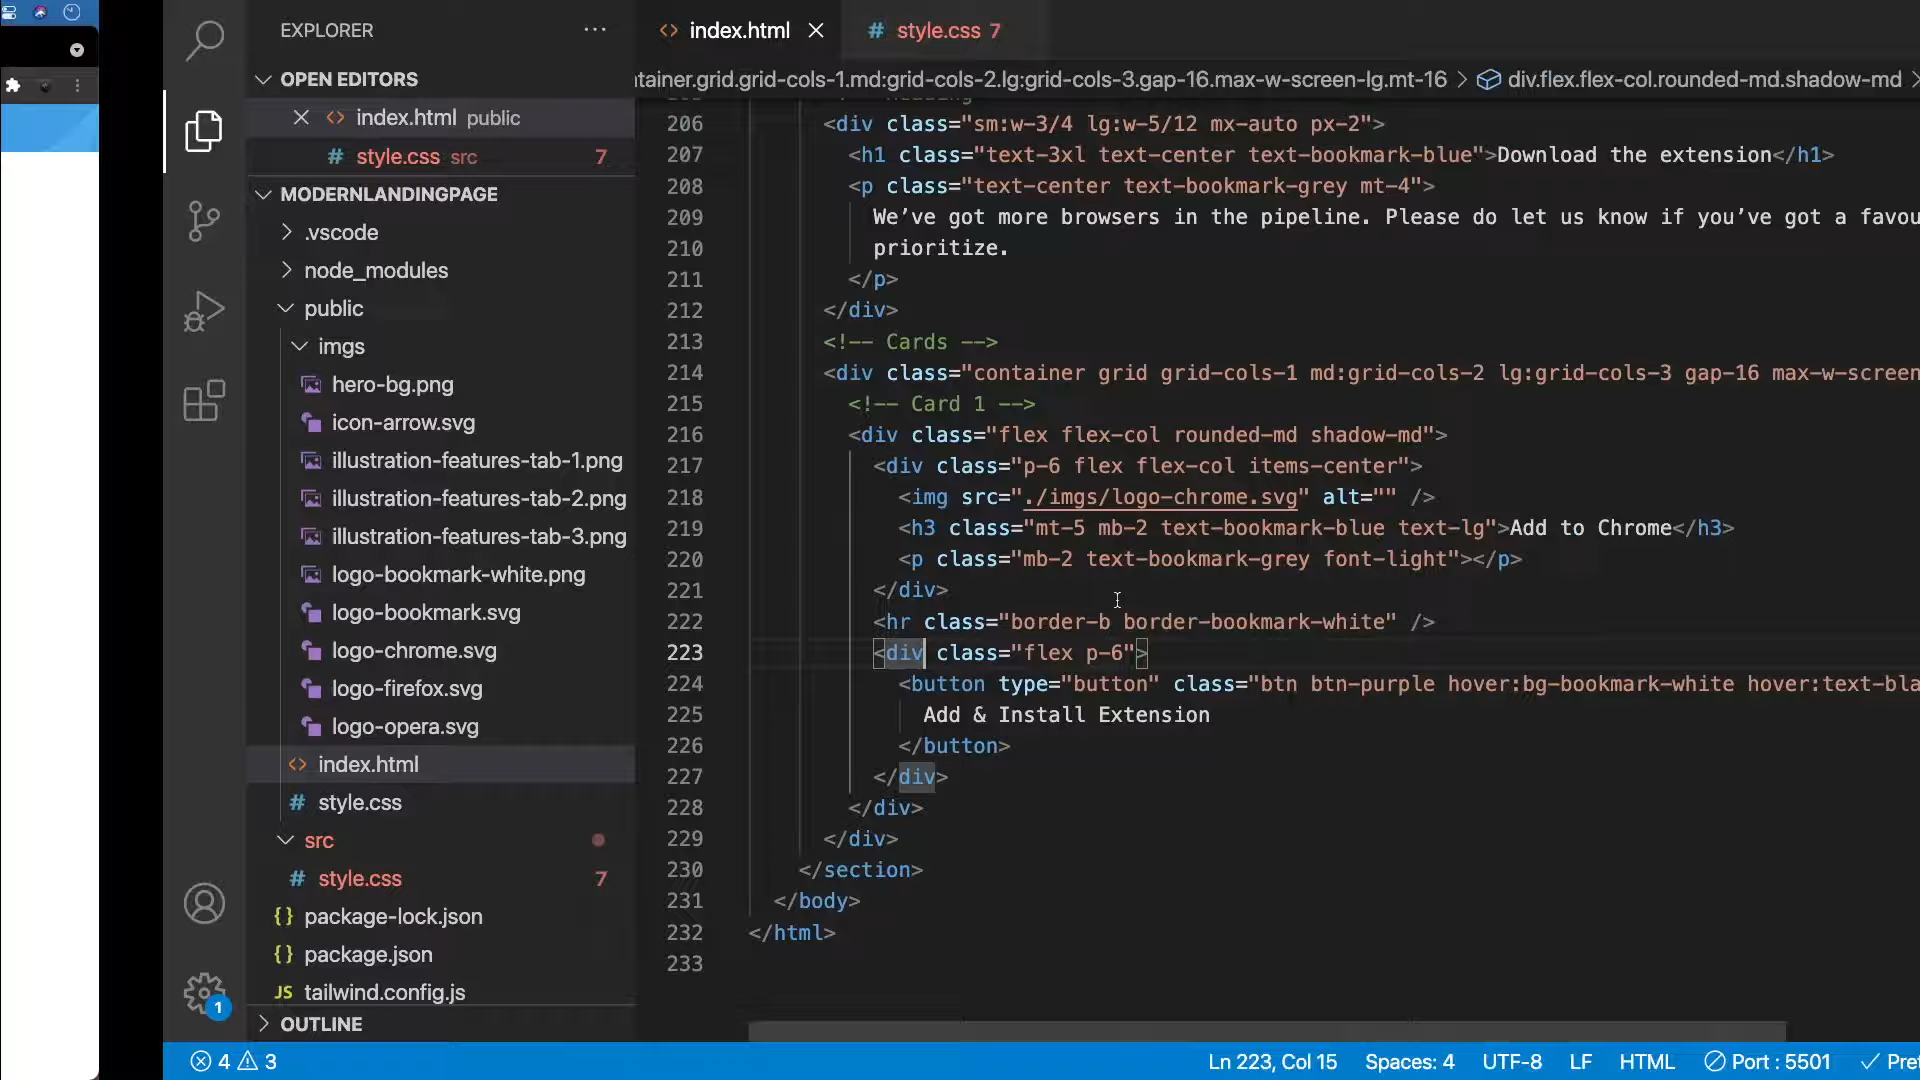 EXPLORER
OPEN EDITORS
index.html public
style.css src 7
MODERNLANDINGPAGE
.vscode
node_modules
public
imgs
hero-bg.png
icon-arrow.svg
illustration-features-tab-1.png
illustration-features-tab-2.png
illustration-features-tab-3.png
logo-bookmark-white.png
logo-bookmark.svg
logo-chrome.svg
logo-firefox.svg
logo-opera.svg
index.html
style.css
src
style.css 7
package-lock.json
package.json
JS tailwind.config.js
OUTLINE
1
index.html
style.css 7
tainer.grid.grid-cols-1.md:grid-cols-2.lg:grid-cols-3.gap-16.max-w-screen-lg.mt-16 > div.flex.flex-col.rounded-md.shadow-md >
206 <div class="sm:w-3/4 lg:w-5/12 mx-auto px-2">
207 <h1 class="text-3xl text-center text-bookmark-blue">Download the extension</h1>
208 <p class="text-center text-bookmark-grey mt-4">
209 We’ve got more browsers in the pipeline. Please do let us know if you’ve got a favou
210 prioritize.
211 </p>
212 </div>
213 <!-- Cards -->
214 <div class="container grid grid-cols-1 md:grid-cols-2 lg:grid-cols-3 gap-16 max-w-screen
215 <!-- Card 1 -->
216 <div class="flex flex-col rounded-md shadow-md">
217 <div class="p-6 flex flex-col items-center">
218 <img src="./imgs/logo-chrome.svg" alt="" />
219 <h3 class="mt-5 mb-2 text-bookmark-blue text-lg">Add to Chrome</h3>
220 <p class="mb-2 text-bookmark-grey font-light"></p>
221 </div>
222 <hr class="border-b border-bookmark-white" />
223 <div class="flex p-6">
224 <button type="button" class="btn btn-purple hover:bg-bookmark-white hover:text-bla
225 Add & Install Extension
226 </button>
227 </div>
228 </div>
229 </div>
230 </section>
231 </body>
232 </html>
233
4 3
Ln 223, Col 15 Spaces: 4 UTF-8 LF HTML Port : 5501 Pre